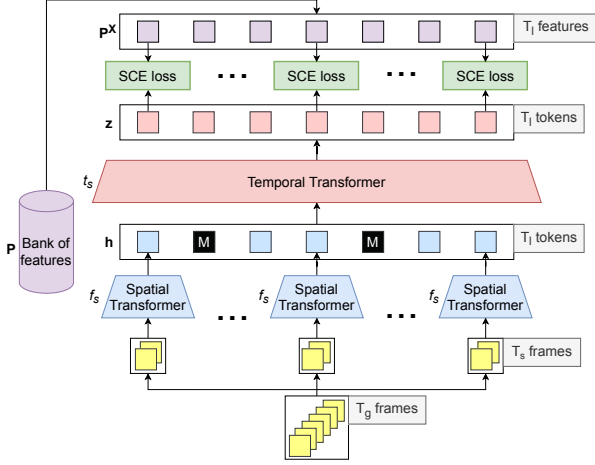 Pˣ
T_l features
SCE loss
...
SCE loss
...
SCE loss
z
T_l tokens
t_s
Temporal Transformer
P
Bank of
features
h
M
M
T_l tokens
f_s
Spatial
Transformer
...
f_s
Spatial
Transformer
...
f_s
Spatial
Transformer
T_s frames
T_g frames